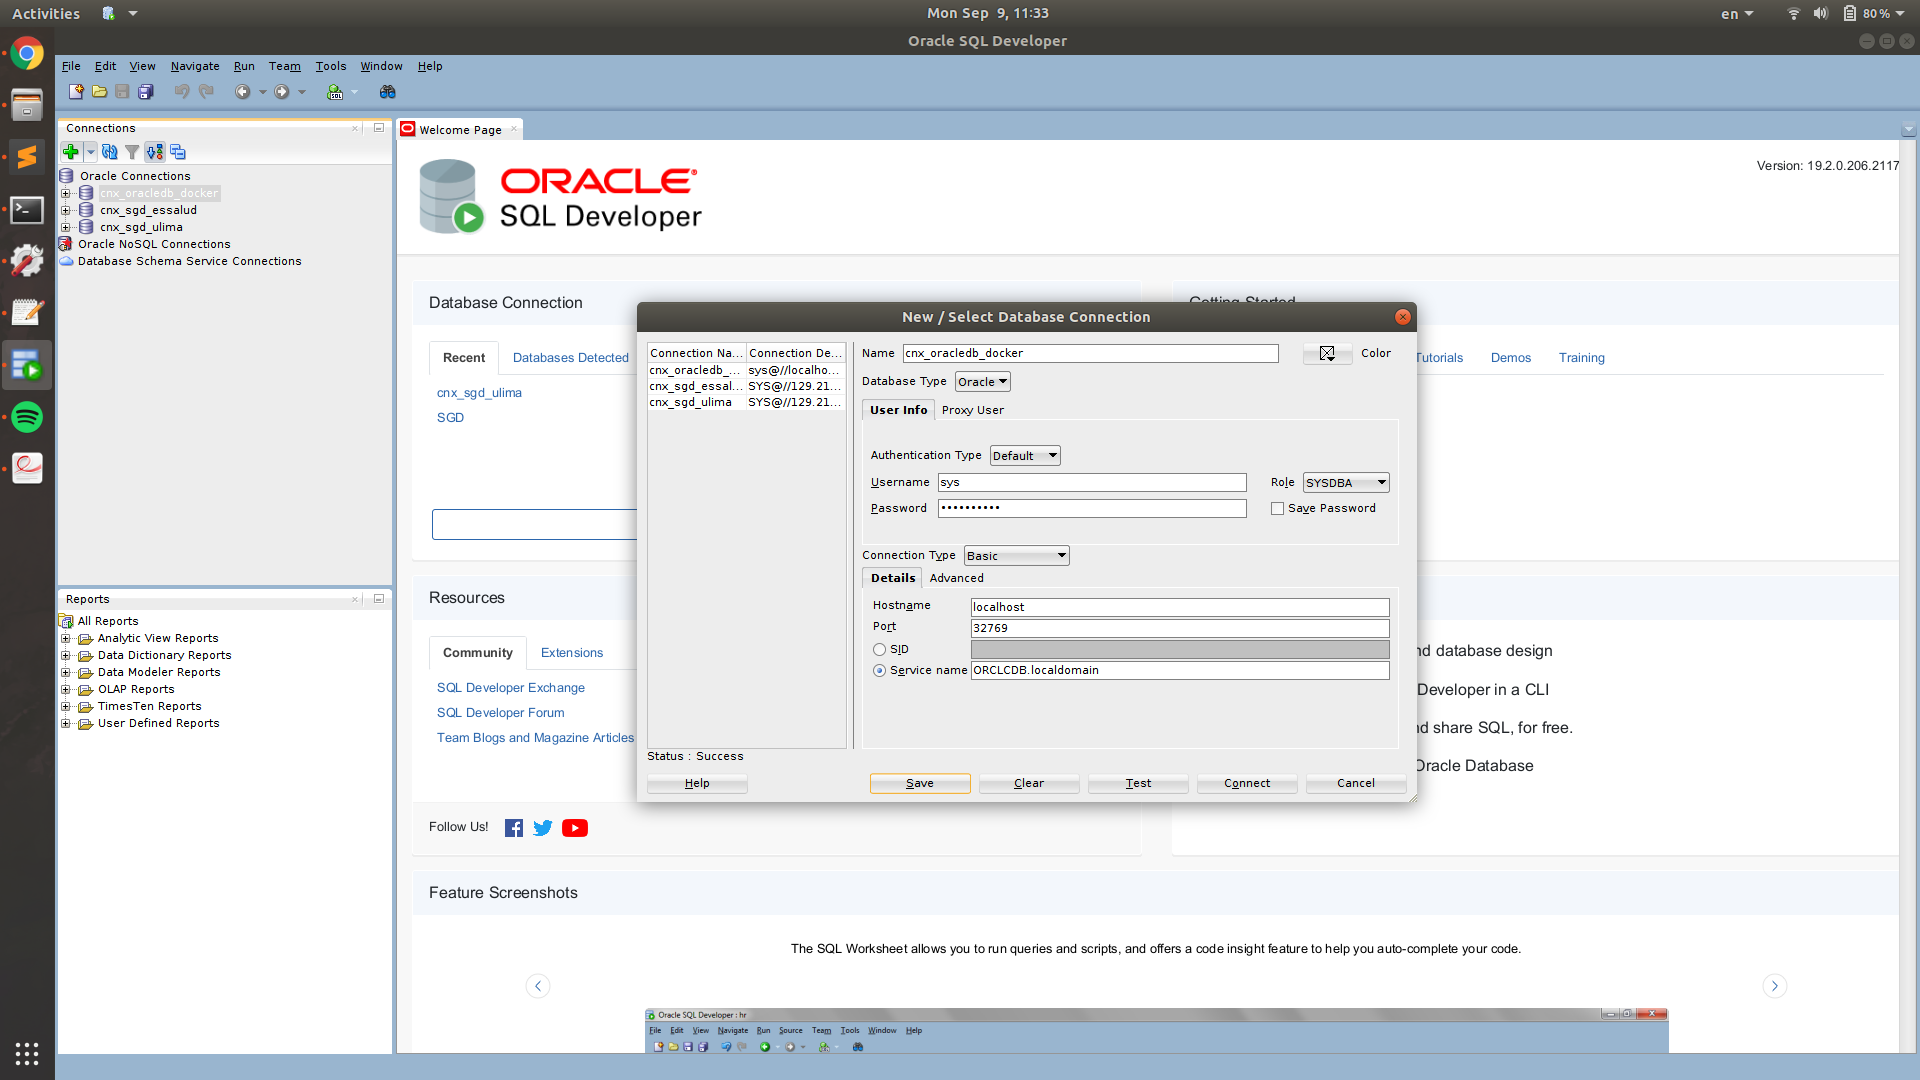 Activities
Mon Sep 9, 11:33
en
80 %
Oracle SQL Developer
File Edit View Navigate Run Team Tools Window Help
Connections
Oracle Connections
cnx_oracledb_docker
cnx_sgd_essalud
cnx_sgd_ulima
Oracle NoSQL Connections
Database Schema Service Connections
Reports
All Reports
Analytic View Reports
Data Dictionary Reports
Data Modeler Reports
OLAP Reports
TimesTen Reports
User Defined Reports
Welcome Page
ORACLE
SQL Developer
Version: 19.2.0.206.2117
Database Connection
Getting Started
Recent Databases Detected
cnx_sgd_ulima
SGD
Tutorials Demos Training
Resources
Community Extensions
SQL Developer Exchange
SQL Developer Forum
Team Blogs and Magazine Articles
nd database design
Developer in a CLI
nd share SQL, for free.
Oracle Database
Follow Us!
Feature Screenshots
The SQL Worksheet allows you to run queries and scripts, and offers a code insight feature to help you auto-complete your code.
Oracle SQL Developer : hr
File Edit View Navigate Run Source Team Tools Window Help
New / Select Database Connection
Connection Na... Connection De...
cnx_oracledb_... sys@//localho...
cnx_sgd_essal... SYS@//129.21...
cnx_sgd_ulima SYS@//129.21...
Name cnx_oracledb_docker
Color
Database Type Oracle
User Info Proxy User
Authentication Type Default
Username sys
Role SYSDBA
Password ••••••••••
Save Password
Connection Type Basic
Details Advanced
Hostname localhost
Port 32769
SID
Service name ORCLCDB.localdomain
Status : Success
Help Save Clear Test Connect Cancel